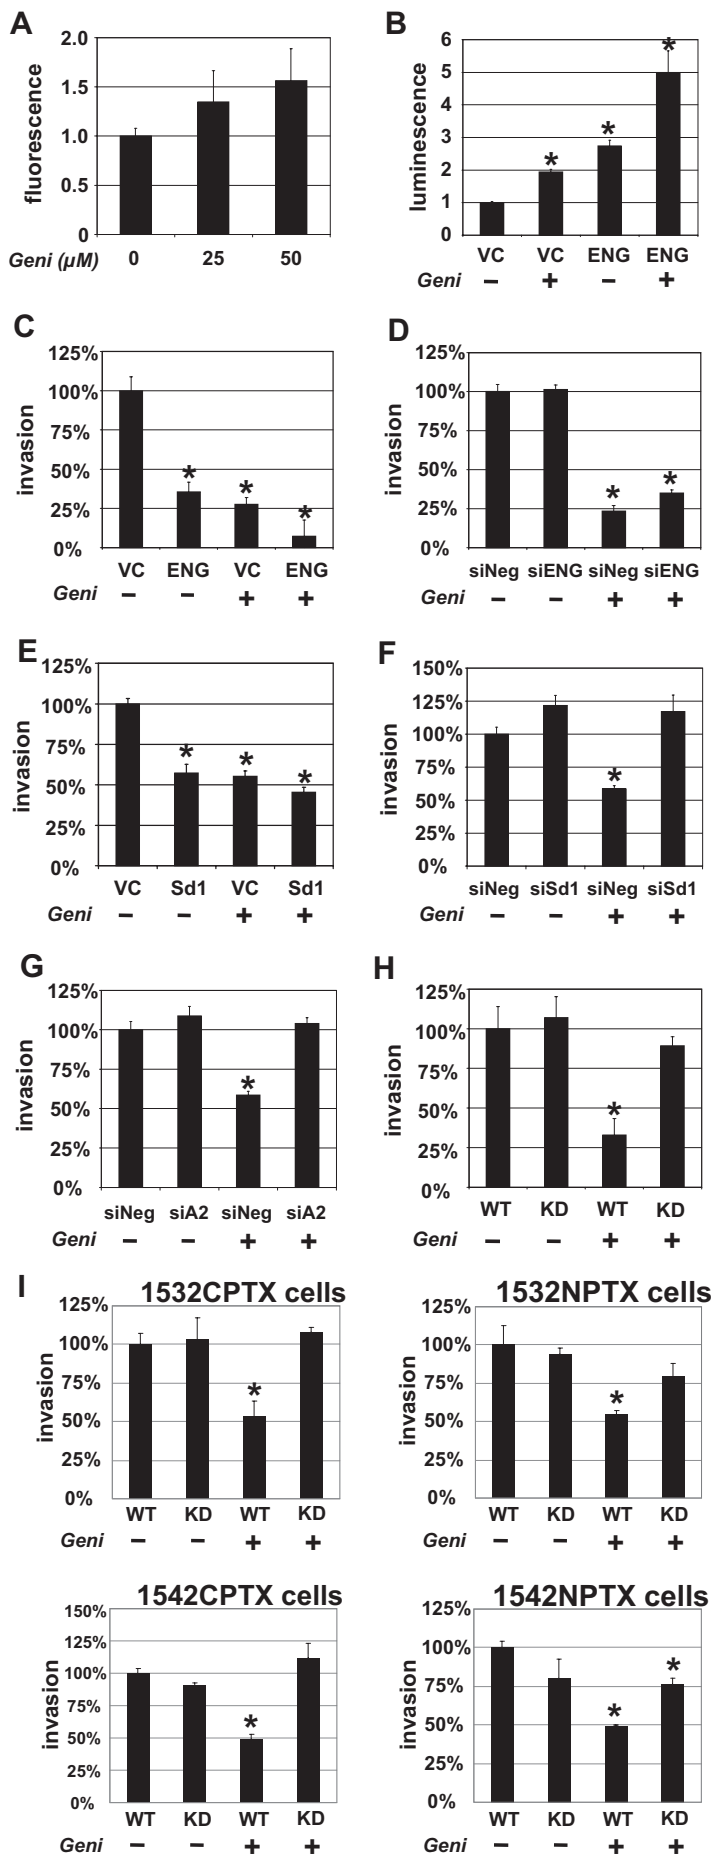 A
fluorescence
2.0
1.5
1.0
0.5
0
Geni (µM) 0 25 50
B
luminescence
6
5
4
3
2
1
0
* * *
VC VC ENG ENG
Geni − + − +
C
invasion
125%
100%
75%
50%
25%
0%
* * *
VC ENG VC ENG
Geni − − + +
D
invasion
125%
100%
75%
50%
25%
0%
* *
siNeg siENG siNeg siENG
Geni − − + +
E
invasion
125%
100%
75%
50%
25%
0%
* * *
VC Sd1 VC Sd1
Geni − − + +
F
invasion
150%
125%
100%
75%
50%
25%
0%
*
siNeg siSd1 siNeg siSd1
Geni − − + +
G
invasion
125%
100%
75%
50%
25%
0%
*
siNeg siA2 siNeg siA2
Geni − − + +
H
invasion
125%
100%
75%
50%
25%
0%
*
WT KD WT KD
Geni − − + +
I
1532CPTX cells
invasion
125%
100%
75%
50%
25%
0%
*
WT KD WT KD
Geni − − + +
1532NPTX cells
invasion
125%
100%
75%
50%
25%
0%
*
WT KD WT KD
Geni − − + +
1542CPTX cells
invasion
150%
125%
100%
75%
50%
25%
0%
*
WT KD WT KD
Geni − − + +
1542NPTX cells
invasion
125%
100%
75%
50%
25%
0%
* *
WT KD WT KD
Geni − − + +